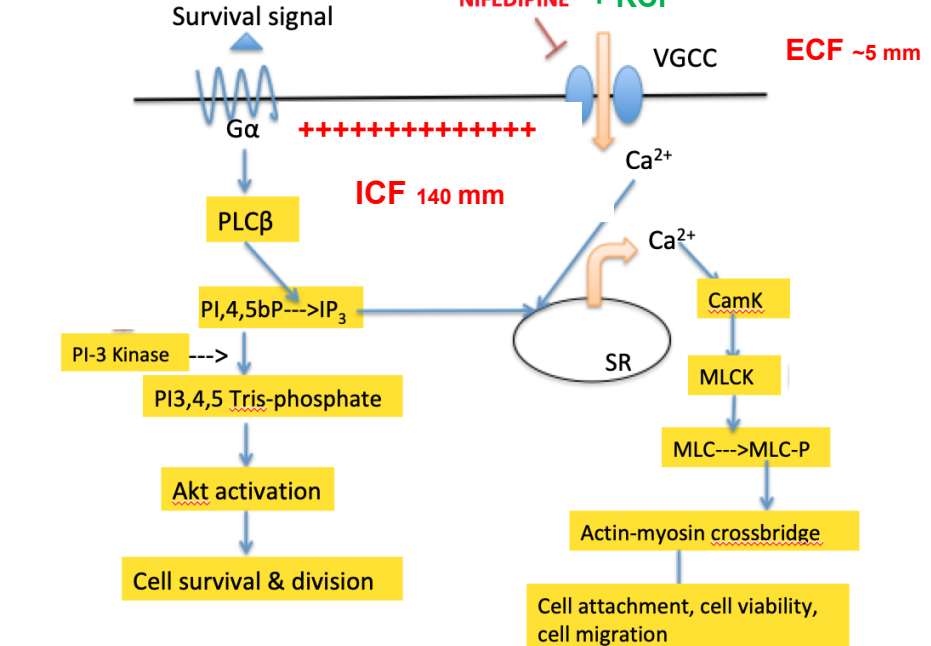 NIFEDIPINE + KCl
Survival signal
VGCC
ECF ~5 mm
Gα
++++++++++++++
Ca²⁺
ICF 140 mm
PLCβ
Ca²⁺
CamK
PI,4,5bP--->IP₃
PI-3 Kinase --->
SR
MLCK
PI3,4,5 Tris-phosphate
MLC--->MLC-P
Akt activation
Actin-myosin crossbridge
Cell survival & division
Cell attachment, cell viability,
cell migration